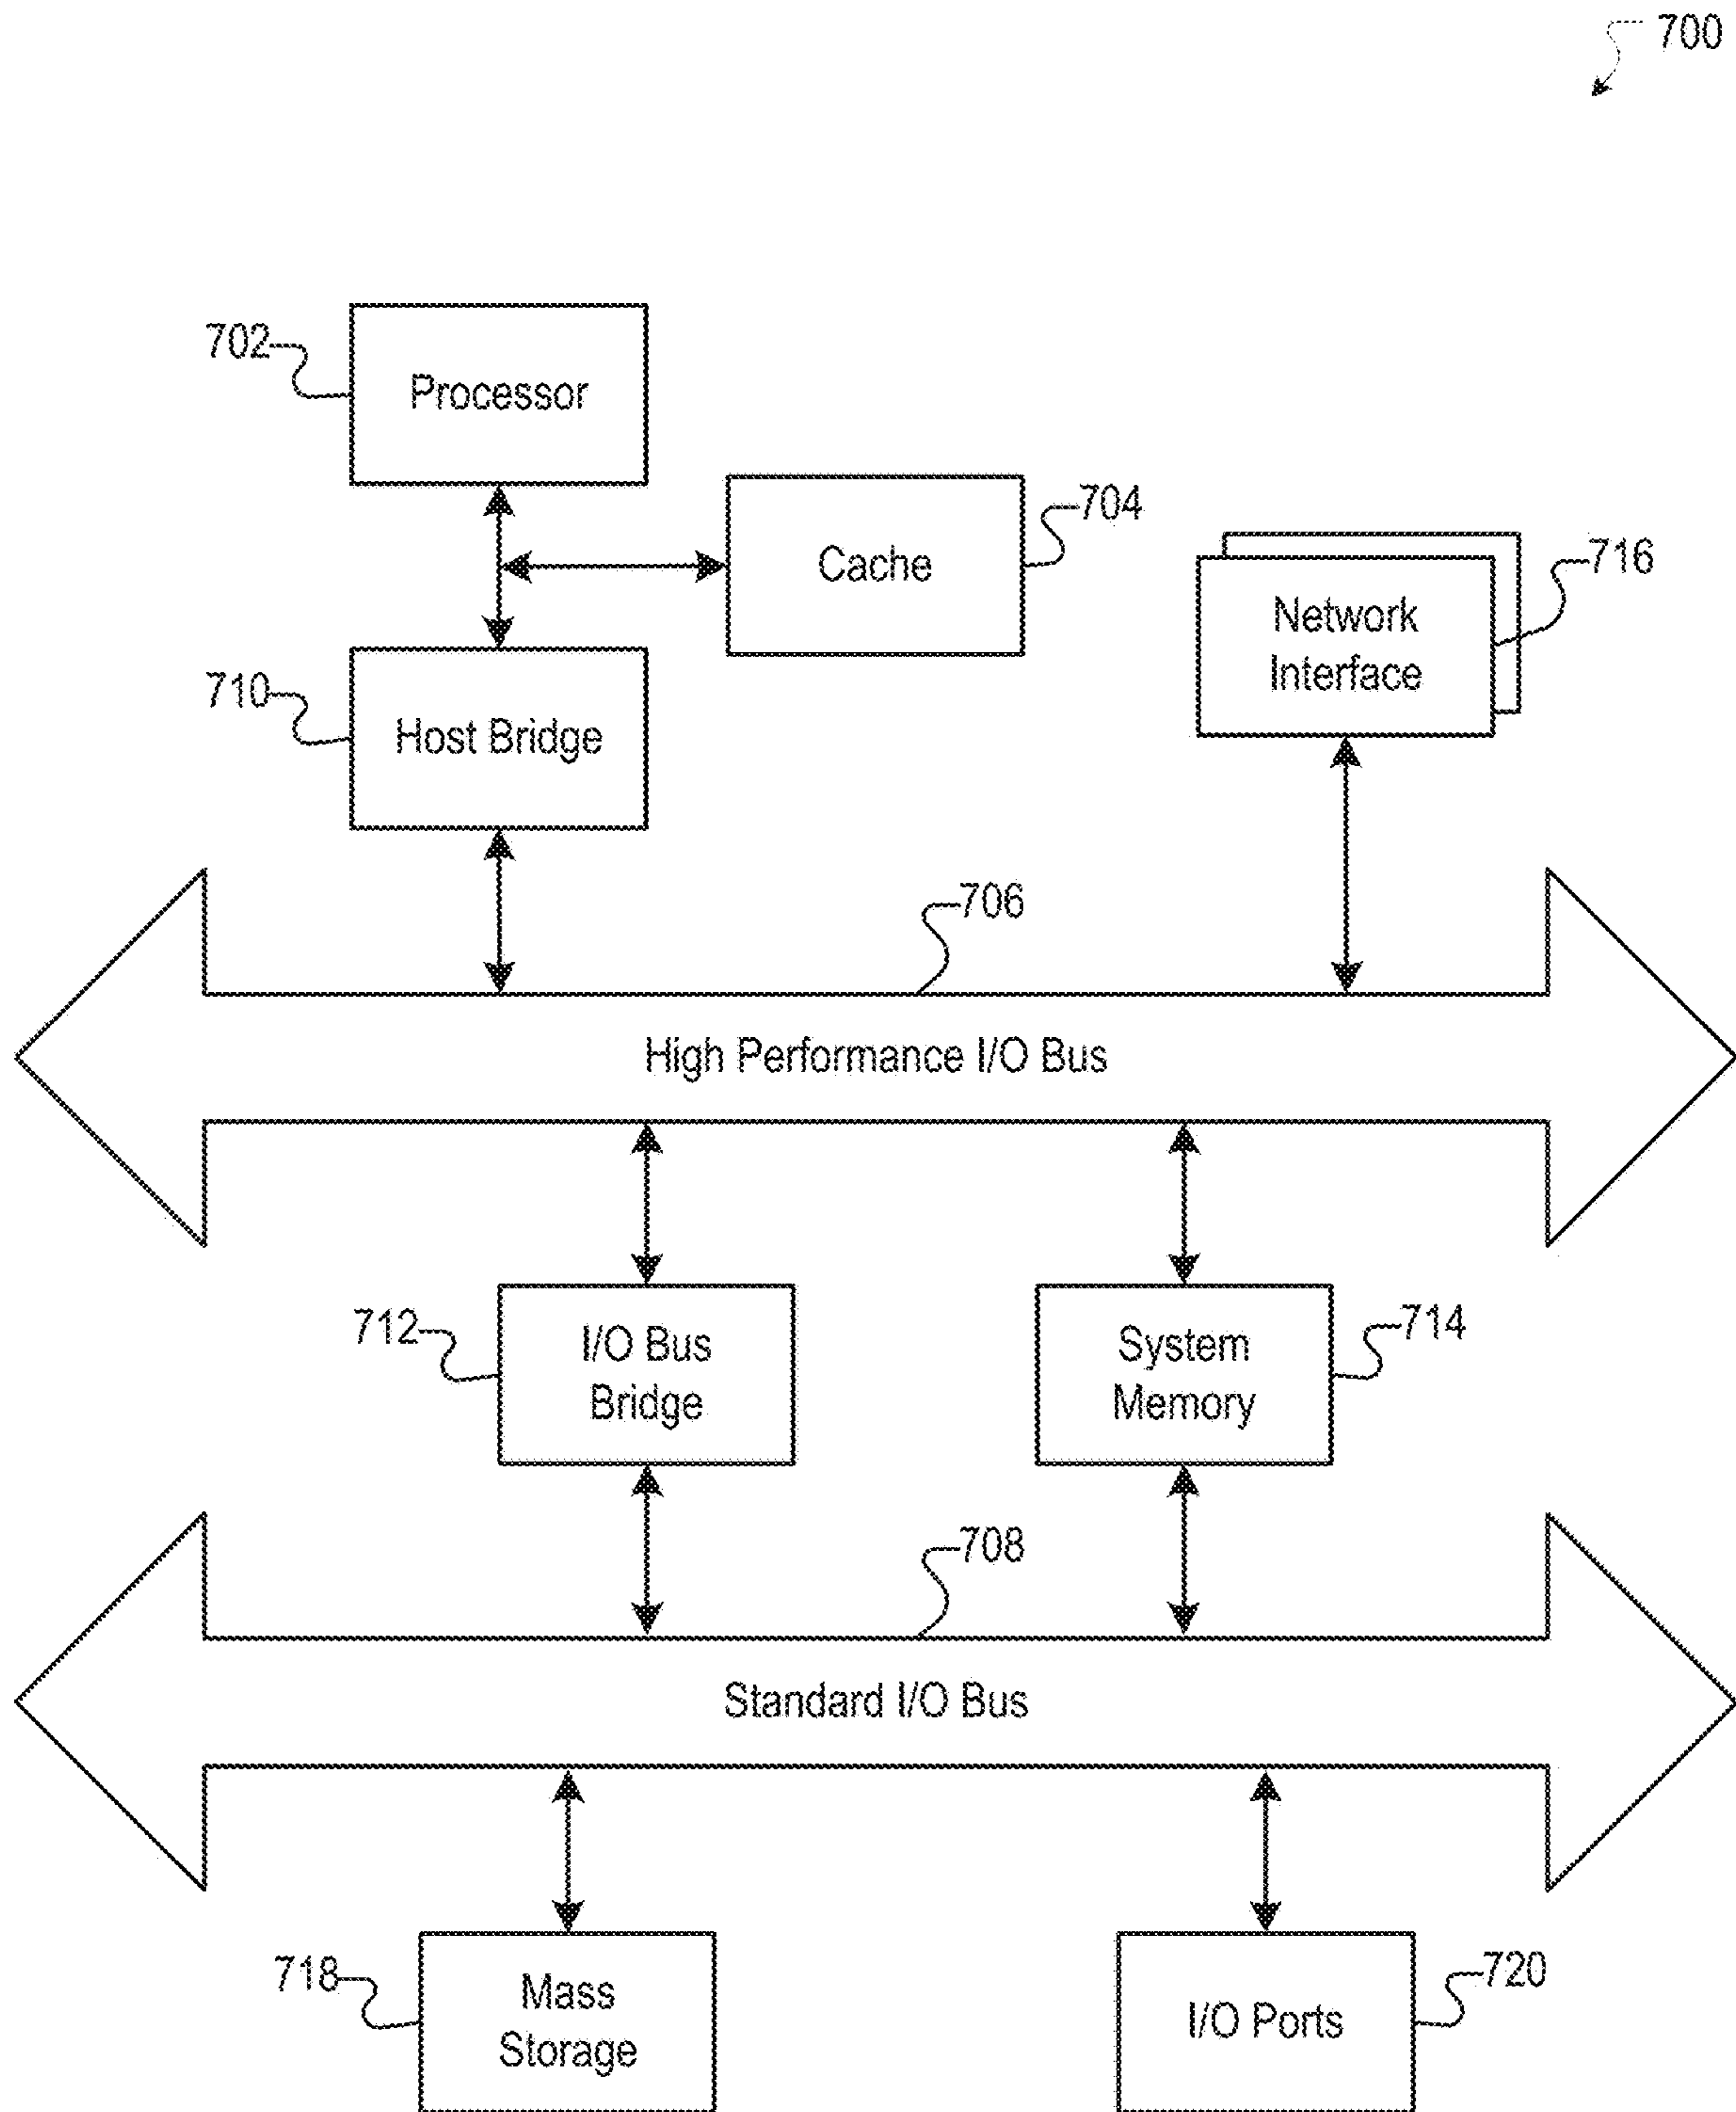 700
702
Processor
704
Cache
716
Network
Interface
710
Host Bridge
706
High Performance I/O Bus
712
I/O Bus
Bridge
714
System
Memory
708
Standard I/O Bus
718
Mass
Storage
720
I/O Ports